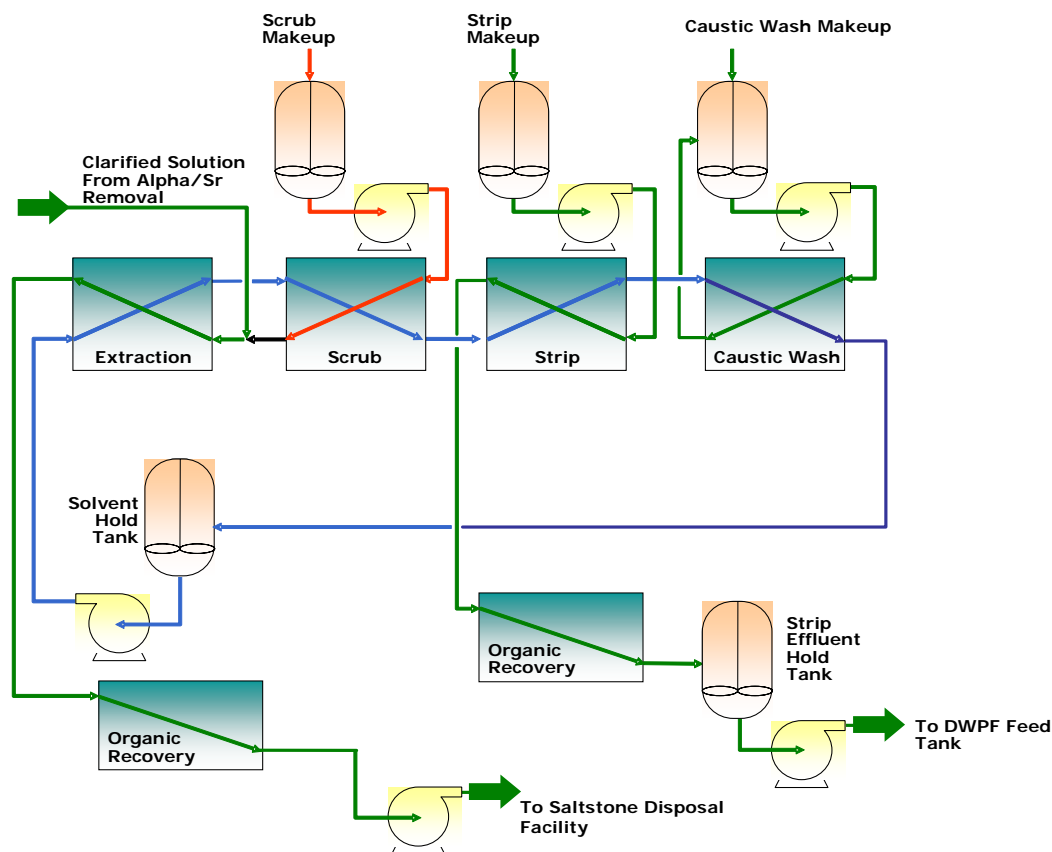 Scrub
Makeup
Strip
Makeup
Caustic Wash Makeup
Clarified Solution
From Alpha/Sr
Removal
Extraction
Scrub
Strip
Caustic Wash
Solvent
Hold
Tank
Organic
Recovery
Strip
Effluent
Hold
Tank
To DWPF Feed
Tank
Organic
Recovery
To Saltstone Disposal
Facility